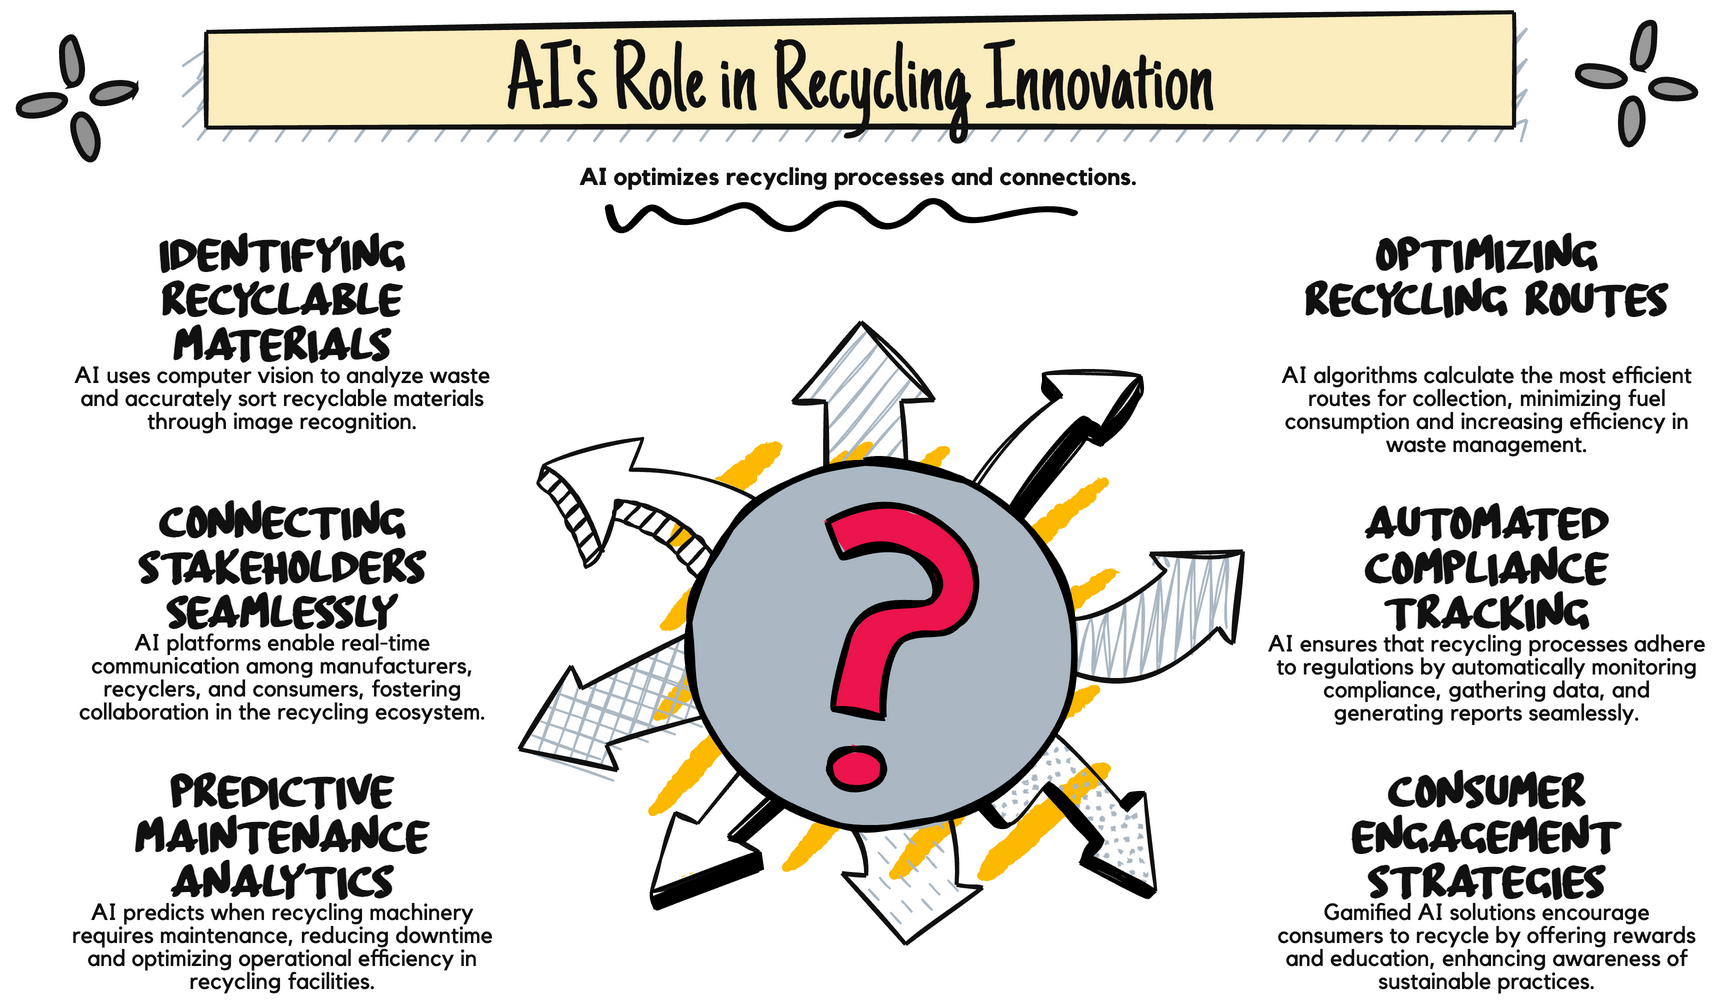 AI's Role in Recycling Innovation
AI optimizes recycling processes and connections.
IDENTIFYING
RECYCLABLE
MATERIALS
AI uses computer vision to analyze waste
and accurately sort recyclable materials
through image recognition.
CONNECTING
STAKEHOLDERS
SEAMLESSLY
AI platforms enable real-time
communication among manufacturers,
recyclers, and consumers, fostering
collaboration in the recycling ecosystem.
PREDICTIVE
MAINTENANCE
ANALYTICS
AI predicts when recycling machinery
requires maintenance, reducing downtime
and optimizing operational efficiency in
recycling facilities.
?
OPTIMIZING
RECYCLING ROUTES
AI algorithms calculate the most efficient
routes for collection, minimizing fuel
consumption and increasing efficiency in
waste management.
AUTOMATED
COMPLIANCE
TRACKING
AI ensures that recycling processes adhere
to regulations by automatically monitoring
compliance, gathering data, and
generating reports seamlessly.
CONSUMER
ENGAGEMENT
STRATEGIES
Gamified AI solutions encourage
consumers to recycle by offering rewards
and education, enhancing awareness of
sustainable practices.